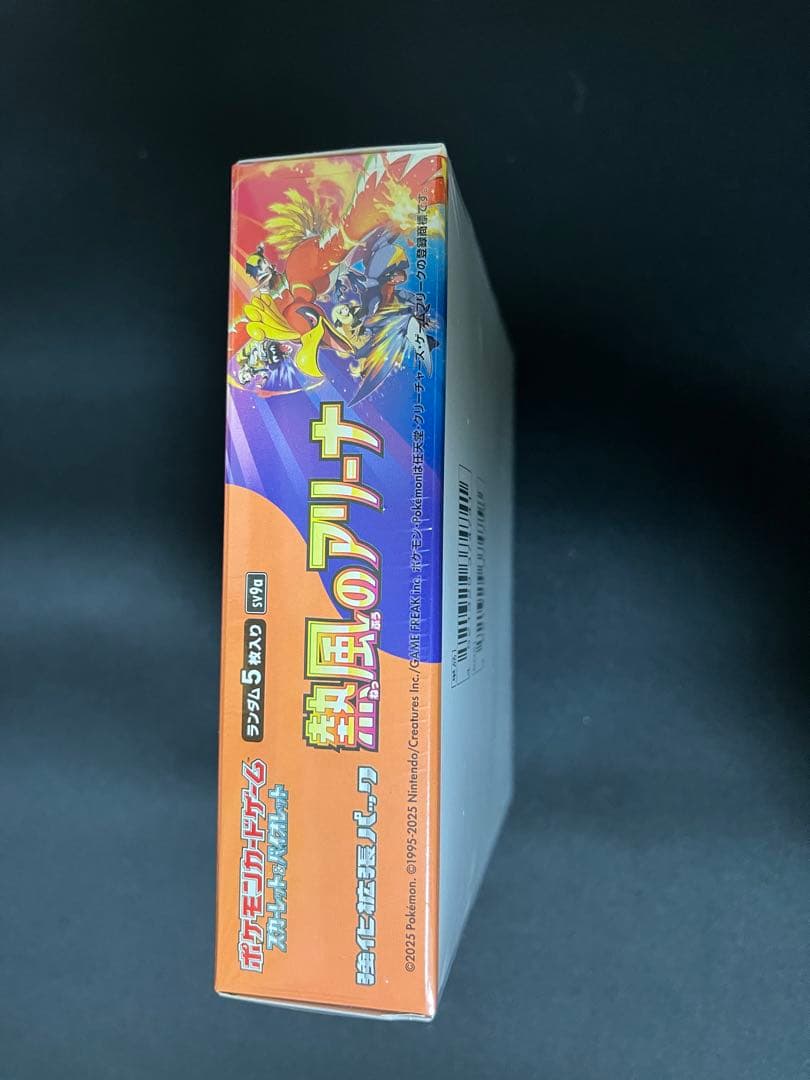 ポケモンカードゲーム
スカーレット&バイオレット
ランダム5枚入り
sv9a
強化拡張パック
熱風のアリーナ
ねっ ぷう
©2025 Pokémon. ©1995-2025 Nintendo/Creatures Inc./GAME FREAK inc. ポケモン・Pokémonは任天堂・クリーチャーズ・ゲームフリークの登録商標です。